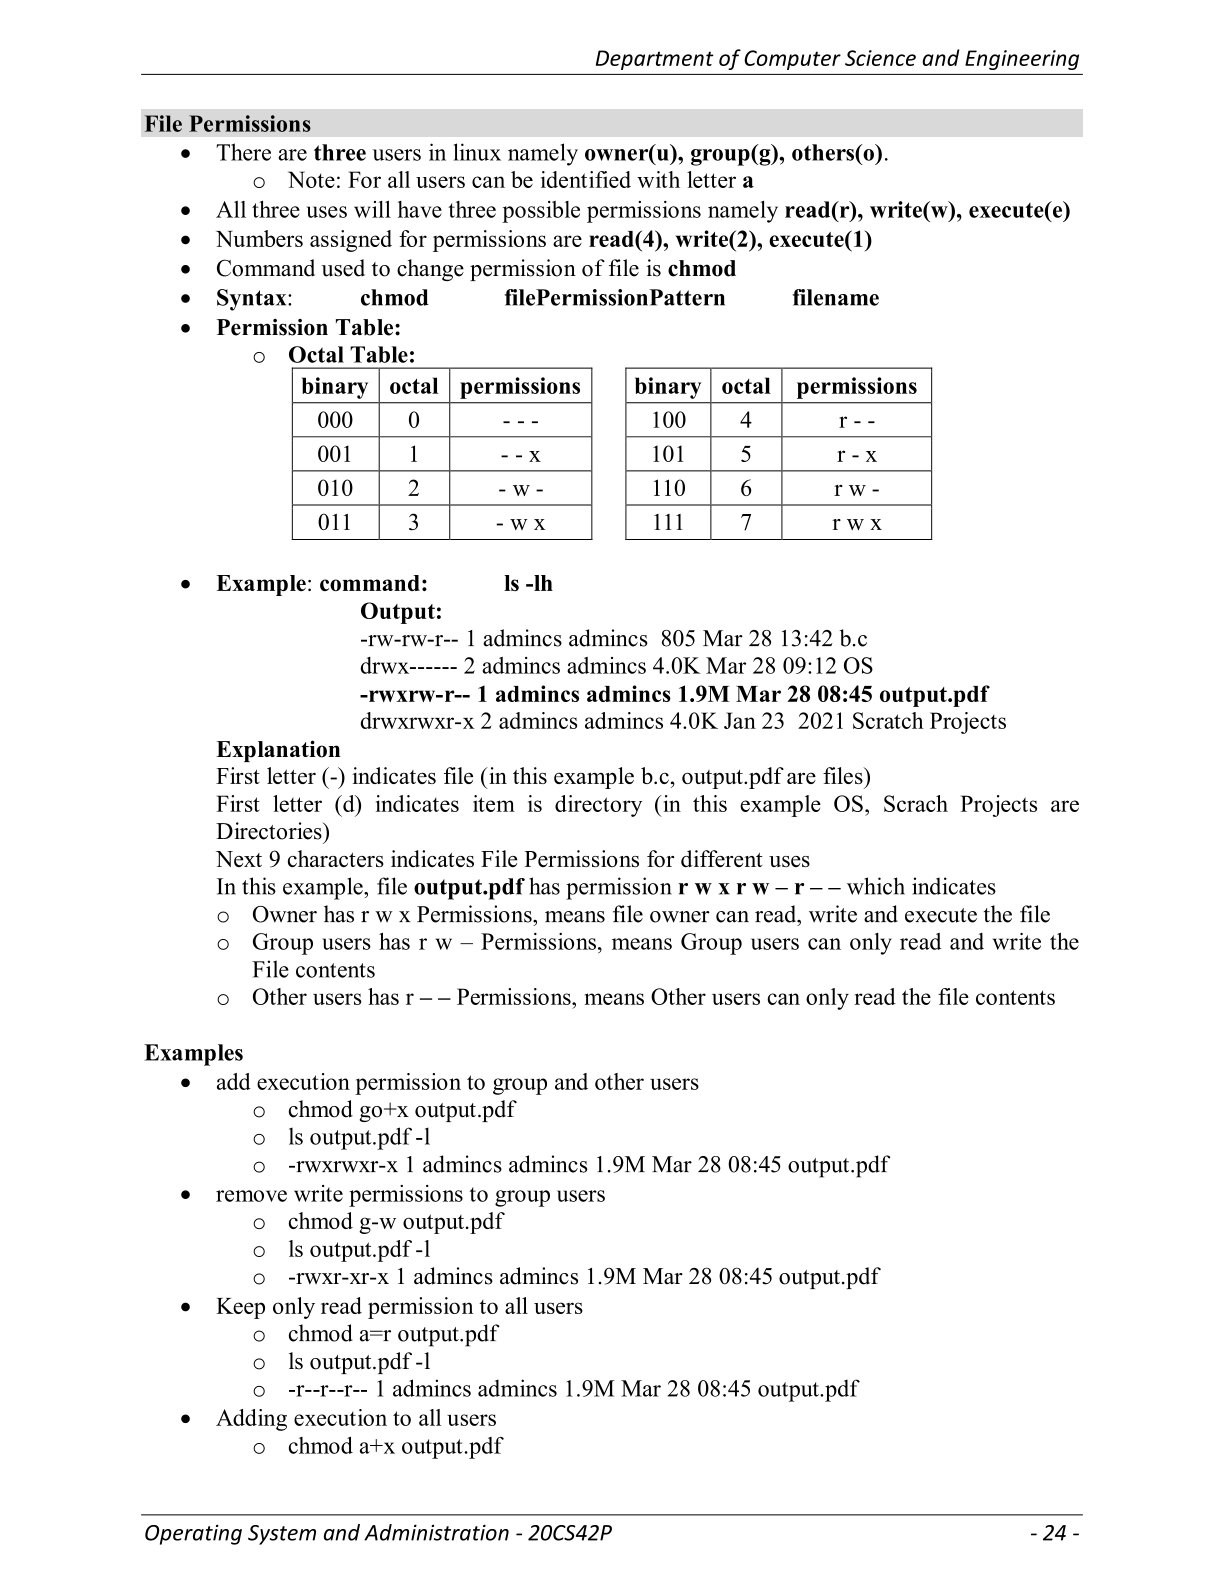 Department of Computer Science and Engineering
File Permissions
• There are three users in linux namely owner(u), group(g), others(o).
o Note: For all users can be identified with letter a
• All three uses will have three possible permissions namely read(r), write(w), execute(e)
• Numbers assigned for permissions are read(4), write(2), execute(1)
• Command used to change permission of file is chmod
• Syntax: chmod filePermissionPattern filename
• Permission Table:
o Octal Table:
binary octal permissions binary octal permissions
000 0 - - - 100 4 r - -
001 1 - - x 101 5 r - x
010 2 - w - 110 6 r w -
011 3 - w x 111 7 r w x
• Example: command: ls -lh
Output:
-rw-rw-r-- 1 admincs admincs 805 Mar 28 13:42 b.c
drwx------ 2 admincs admincs 4.0K Mar 28 09:12 OS
-rwxrw-r-- 1 admincs admincs 1.9M Mar 28 08:45 output.pdf
drwxrwxr-x 2 admincs admincs 4.0K Jan 23 2021 Scratch Projects
Explanation
First letter (-) indicates file (in this example b.c, output.pdf are files)
First letter (d) indicates item is directory (in this example OS, Scrach Projects are
Directories)
Next 9 characters indicates File Permissions for different uses
In this example, file output.pdf has permission r w x r w – r – – which indicates
o Owner has r w x Permissions, means file owner can read, write and execute the file
o Group users has r w – Permissions, means Group users can only read and write the
File contents
o Other users has r – – Permissions, means Other users can only read the file contents
Examples
• add execution permission to group and other users
o chmod go+x output.pdf
o ls output.pdf -l
o -rwxrwxr-x 1 admincs admincs 1.9M Mar 28 08:45 output.pdf
• remove write permissions to group users
o chmod g-w output.pdf
o ls output.pdf -l
o -rwxr-xr-x 1 admincs admincs 1.9M Mar 28 08:45 output.pdf
• Keep only read permission to all users
o chmod a=r output.pdf
o ls output.pdf -l
o -r--r--r-- 1 admincs admincs 1.9M Mar 28 08:45 output.pdf
• Adding execution to all users
o chmod a+x output.pdf
Operating System and Administration - 20CS42P - 24 -